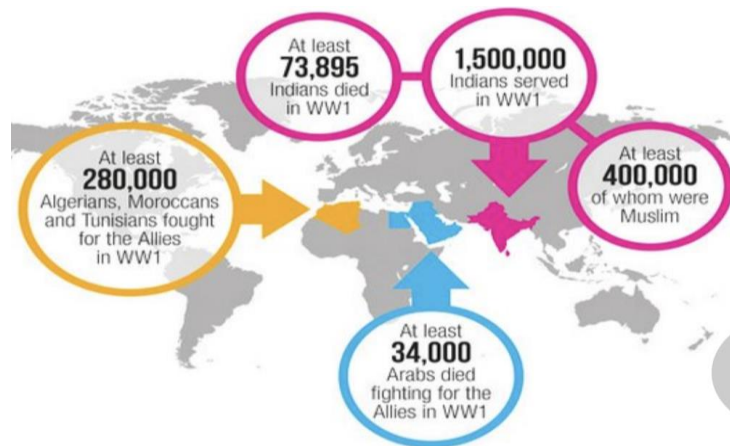 At least
73,895
Indians died
in WW1
1,500,000
Indians served
in WW1
At least
400,000
of whom were
Muslim
At least
280,000
Algerians, Moroccans
and Tunisians fought
for the Allies
in WW1
At least
34,000
Arabs died
fighting for the
Allies in WW1